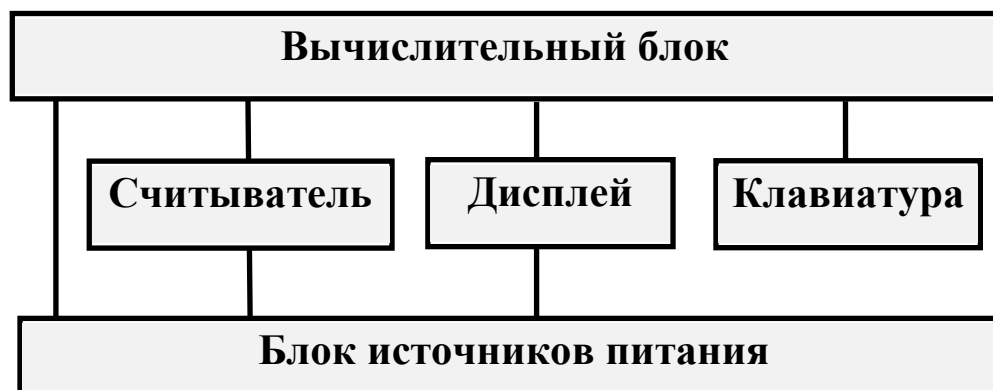 Вычислительный блок
Считыватель
Дисплей
Клавиатура
Блок источников питания